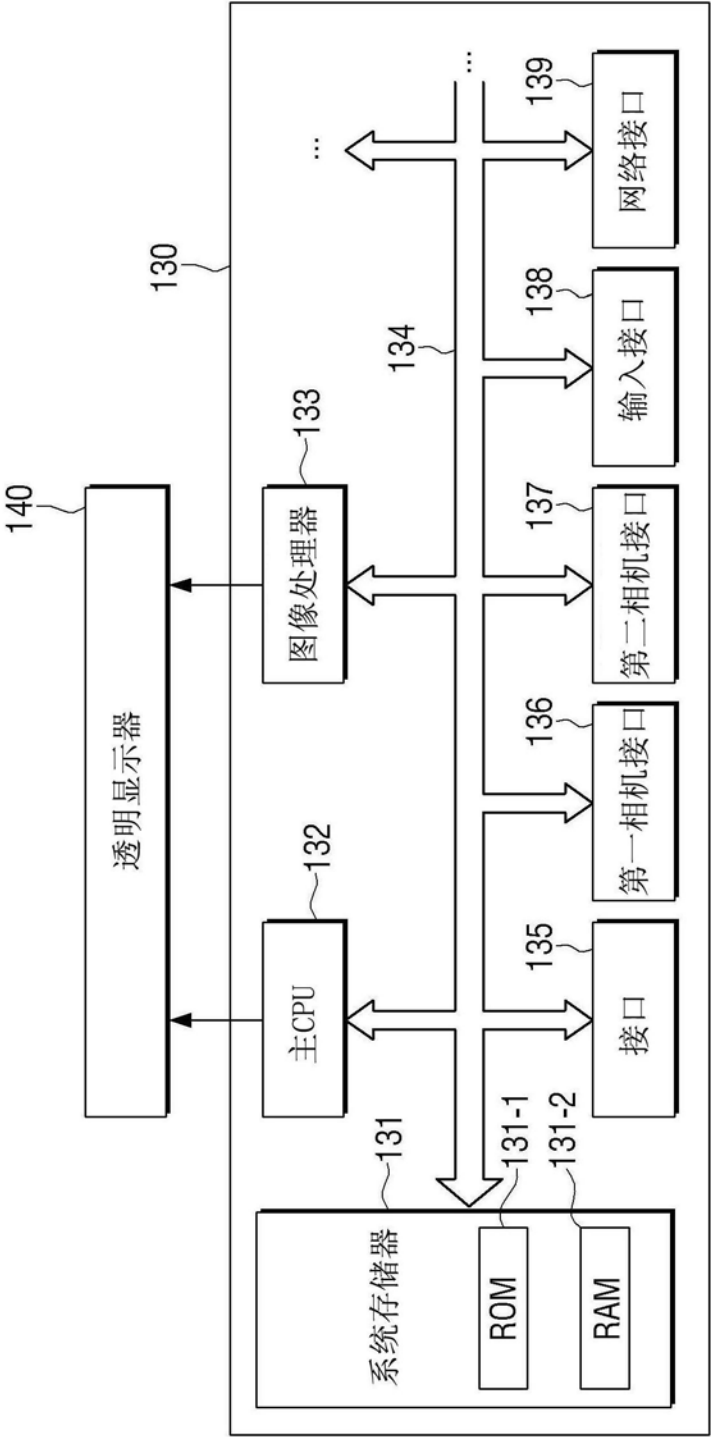 140
透明显示器
130
132
主CPU
133
图像处理器
131
系统存储器
131-1
ROM
131-2
RAM
134
...
...
135
接口
136
第一相机接口
137
第二相机接口
138
输入接口
139
网络接口